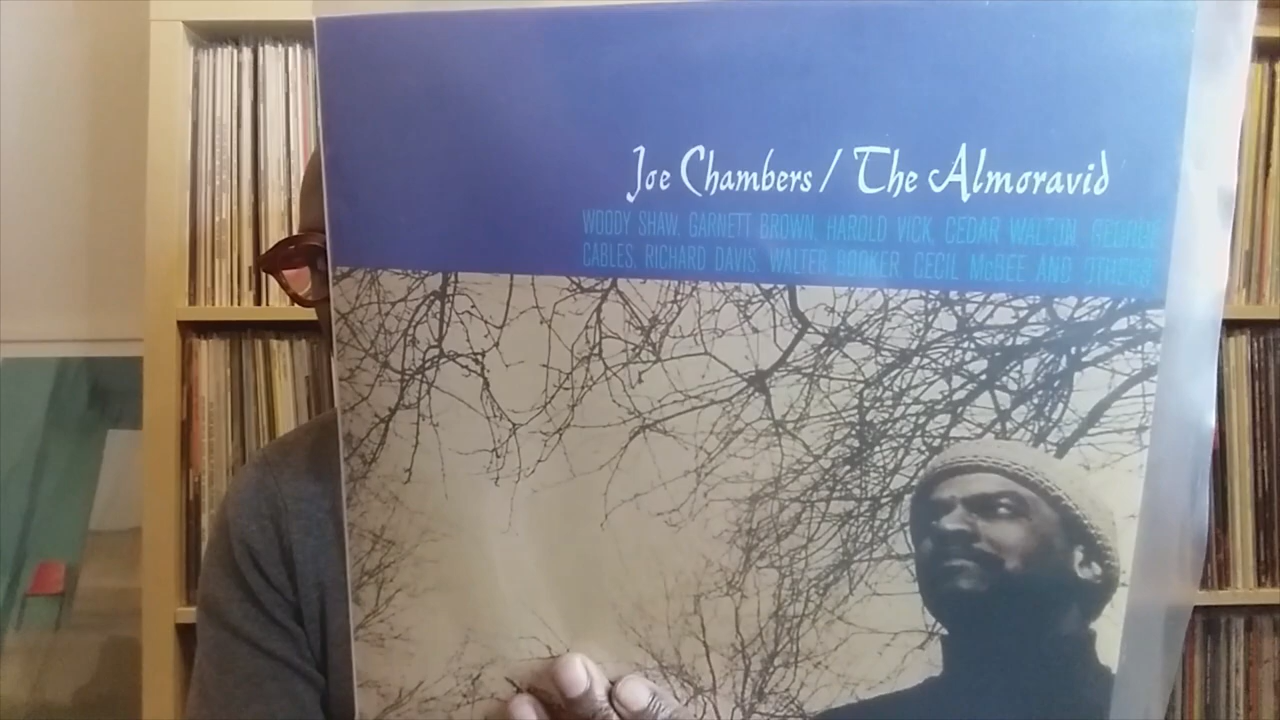 Joe Chambers / The Almoravid
WOODY SHAW, GARNETT BROWN, HAROLD VICK, CEDAR WALTON, GEORGE
CABLES, RICHARD DAVIS, WALTER BOOKER, CECIL McBEE AND OTHERS